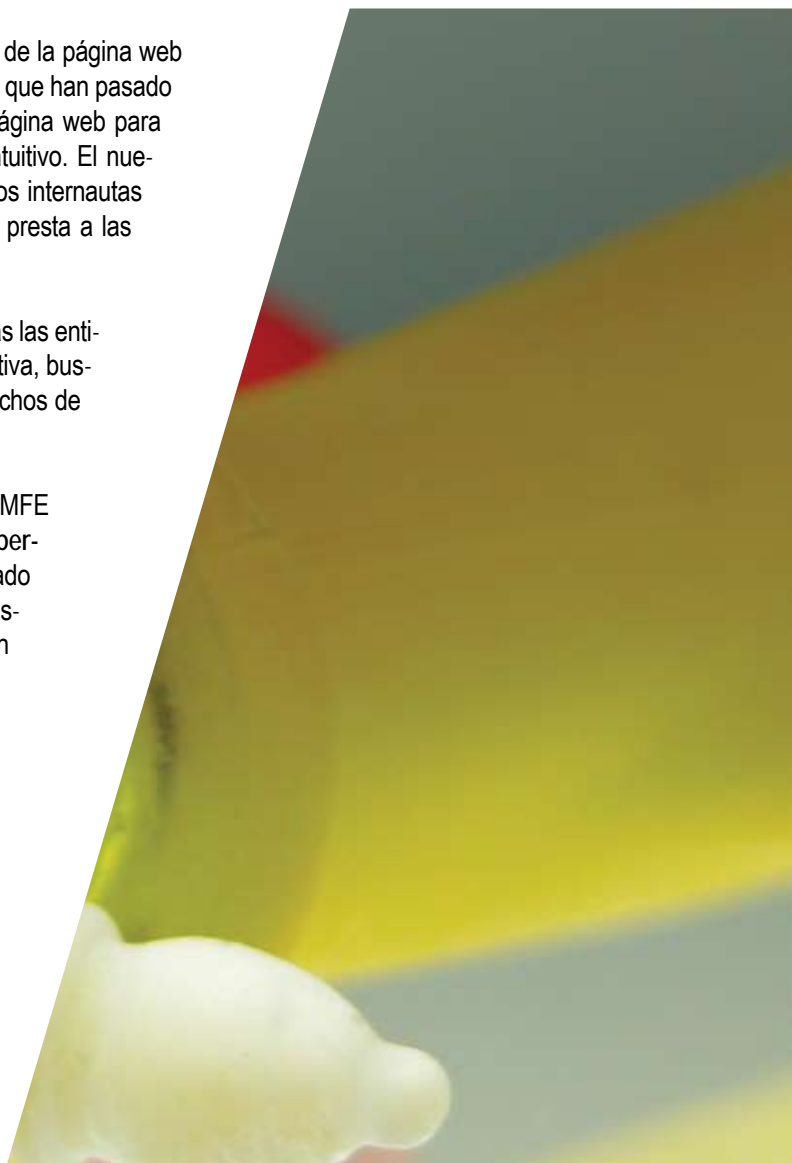 de la página web
que han pasado
ágina web para
ntuitivo. El nue-
os internautas
presta a las
as las enti-
tiva, bus-
chos de
MFE
per-
ado
s-
n